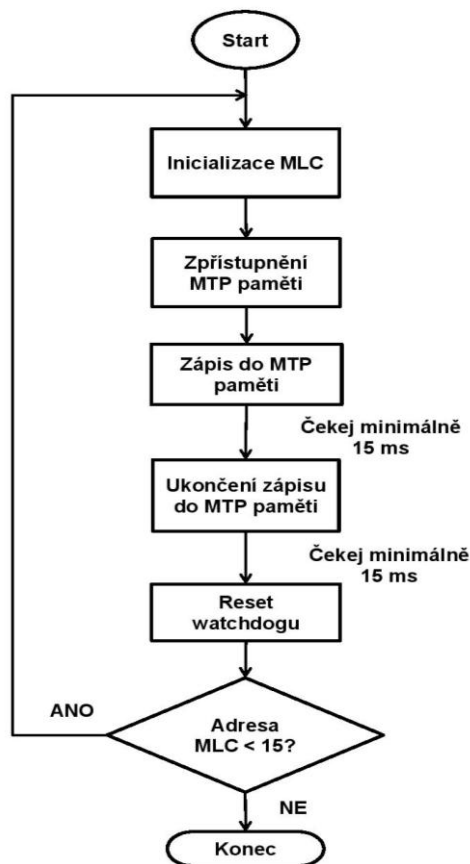 Start
Inicializace MLC
Zpřístupnění
MTP paměti
Zápis do MTP
paměti
Čekej minimálně
15 ms
Ukončení zápisu
do MTP paměti
Čekej minimálně
15 ms
Reset
watchdogu
ANO
Adresa
MLC < 15?
NE
Konec